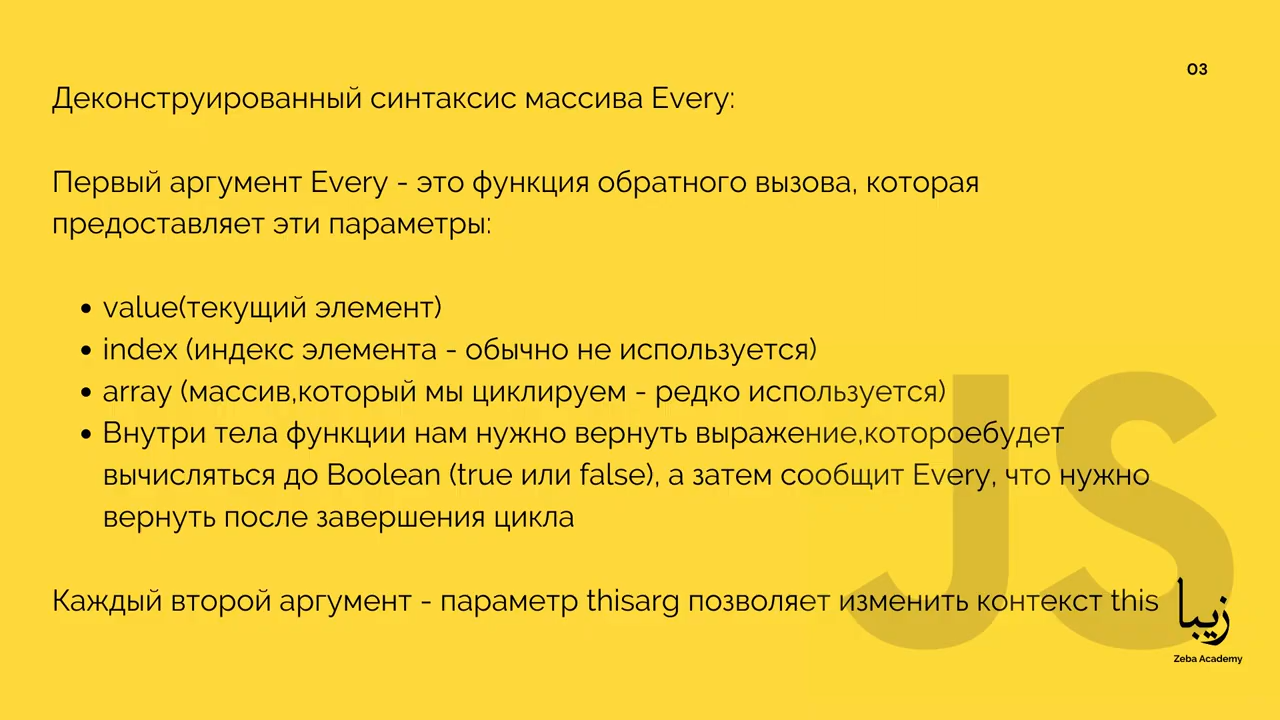 03
Деконструированный синтаксис массива Every:
Первый аргумент Every - это функция обратного вызова, которая
предоставляет эти параметры:
• value(текущий элемент)
• index (индекс элемента - обычно не используется)
• array (массив,который мы циклируем - редко используется)
• Внутри тела функции нам нужно вернуть выражение,котороебудет
вычисляться до Boolean (true или false), а затем сообщит Every, что нужно
вернуть после завершения цикла
Каждый второй аргумент - параметр thisarg позволяет изменить контекст this
JS
زیبا
Zeba Academy